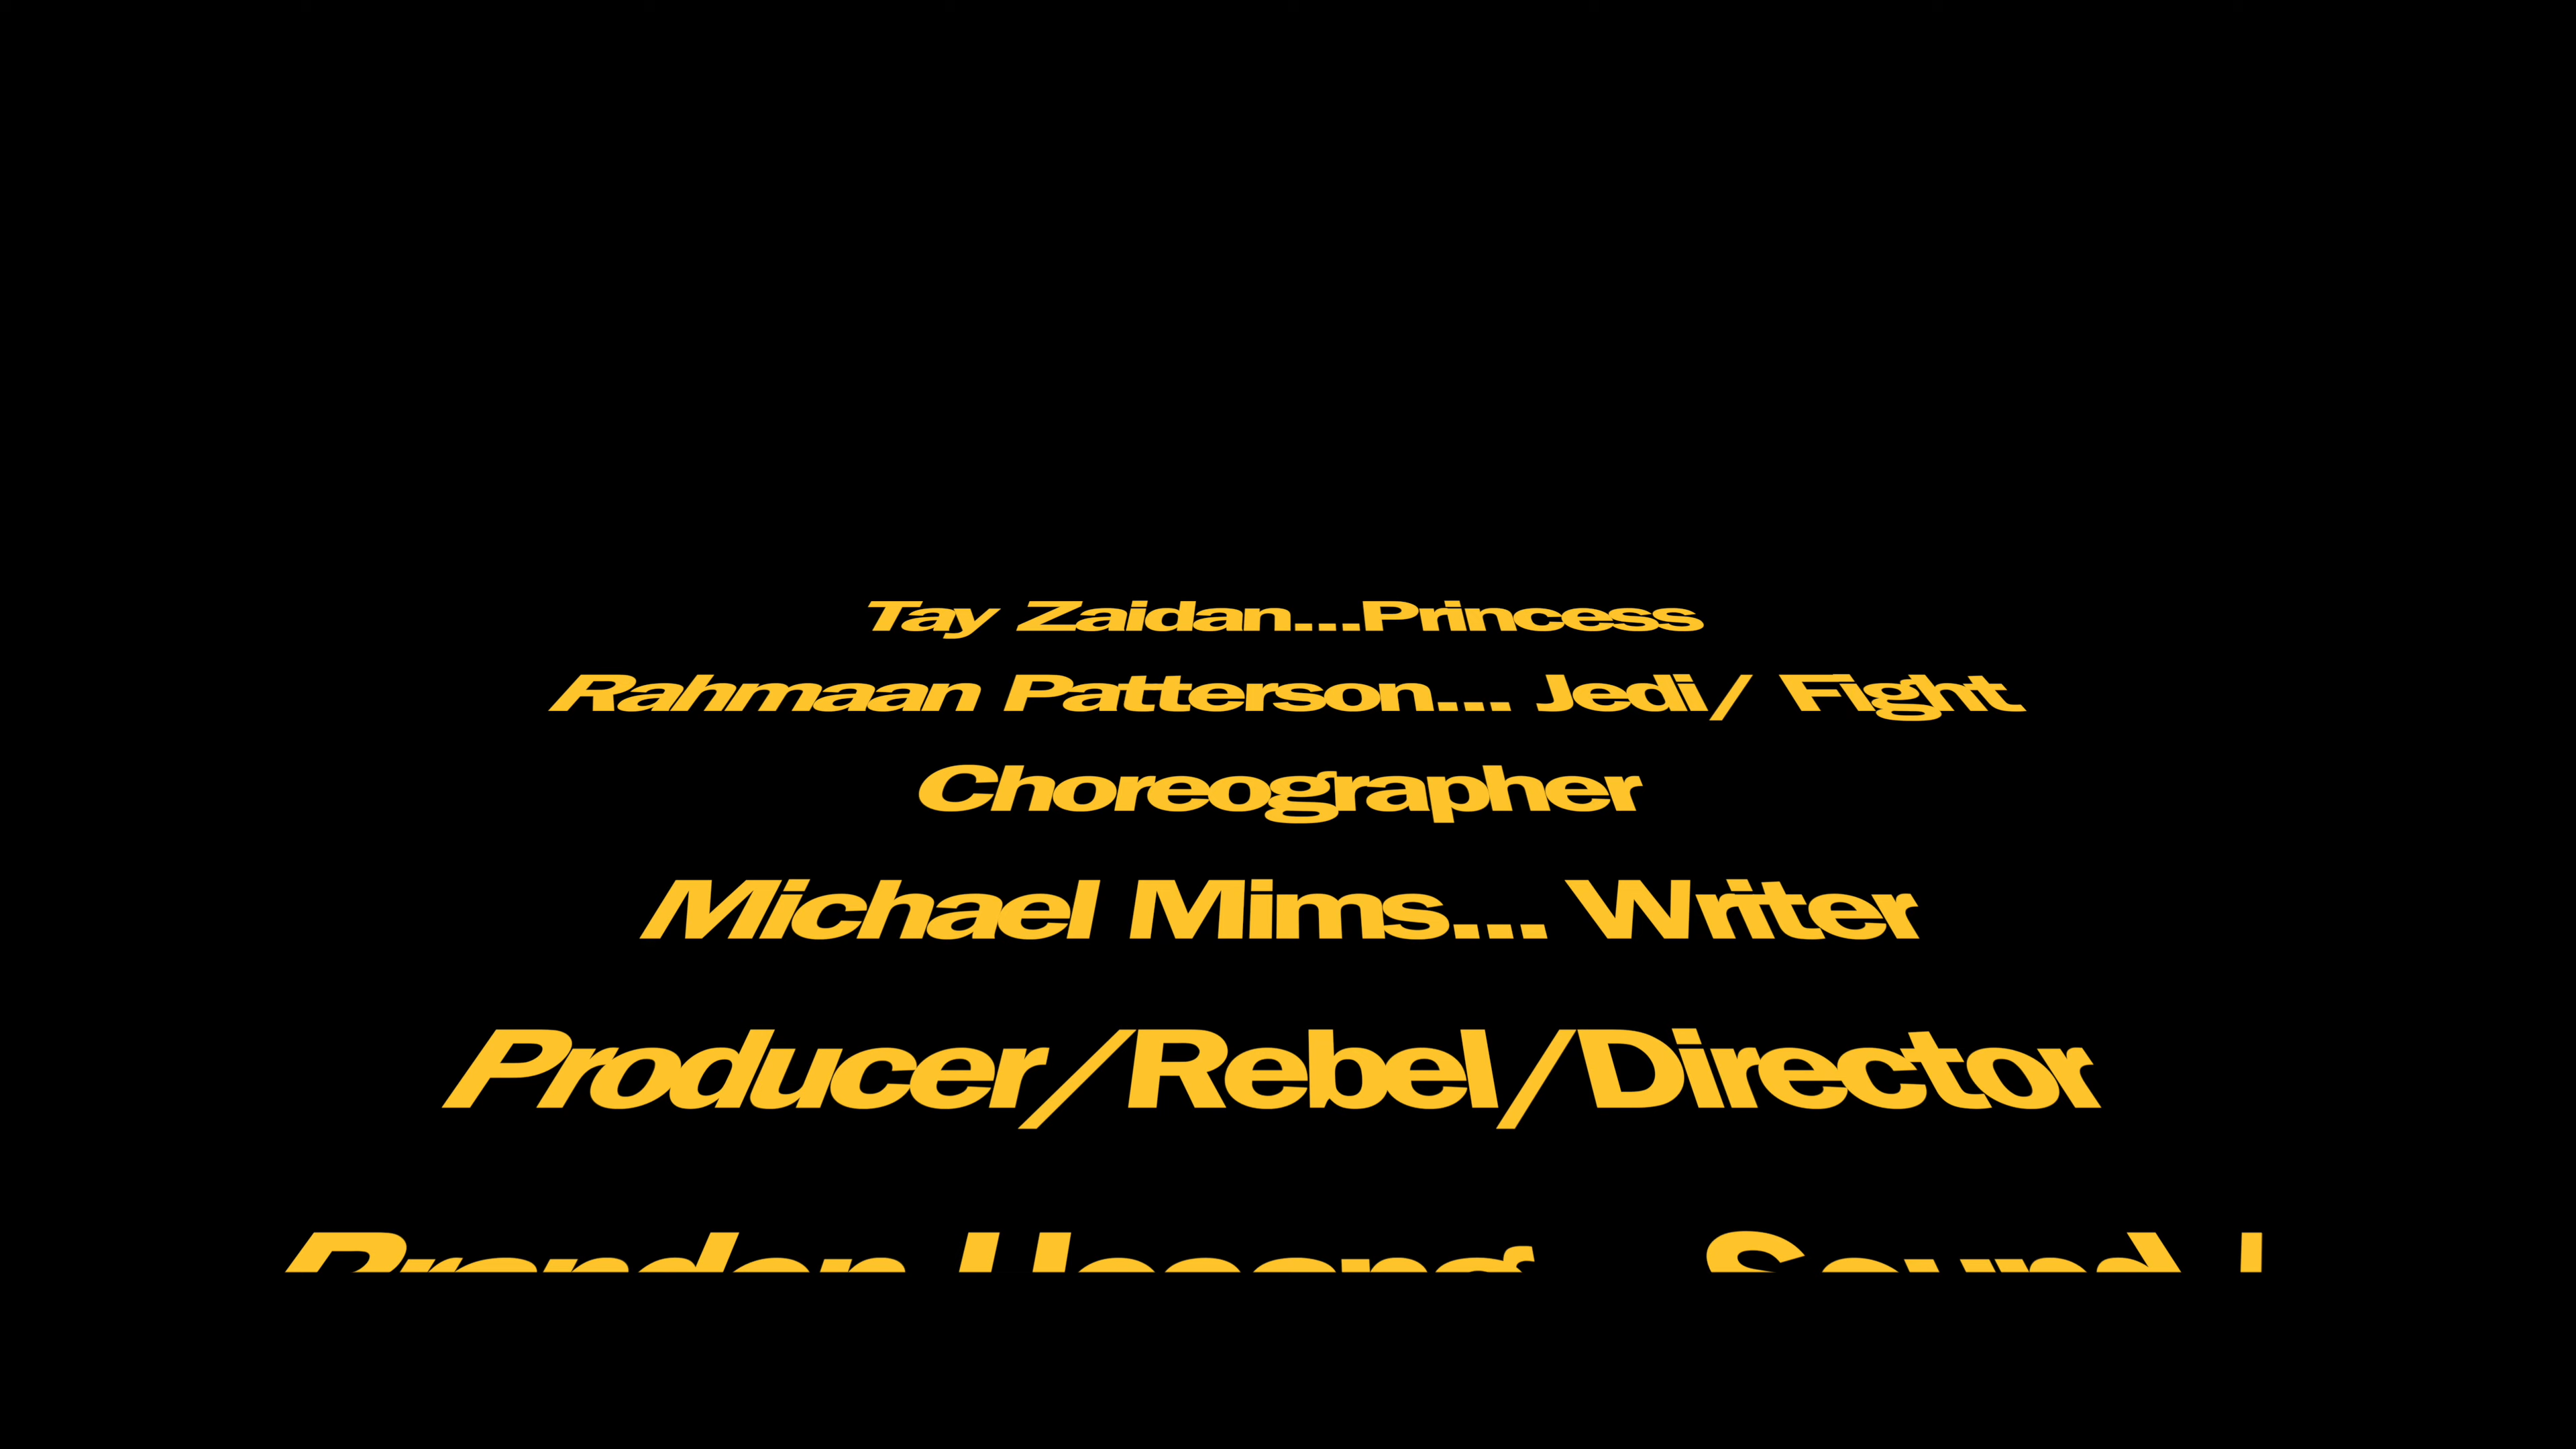 Tay Zaidan...Princess
Rahmaan Patterson... Jedi/ Fight
Choreographer
Michael Mims... Writer
Producer/Rebel/Director